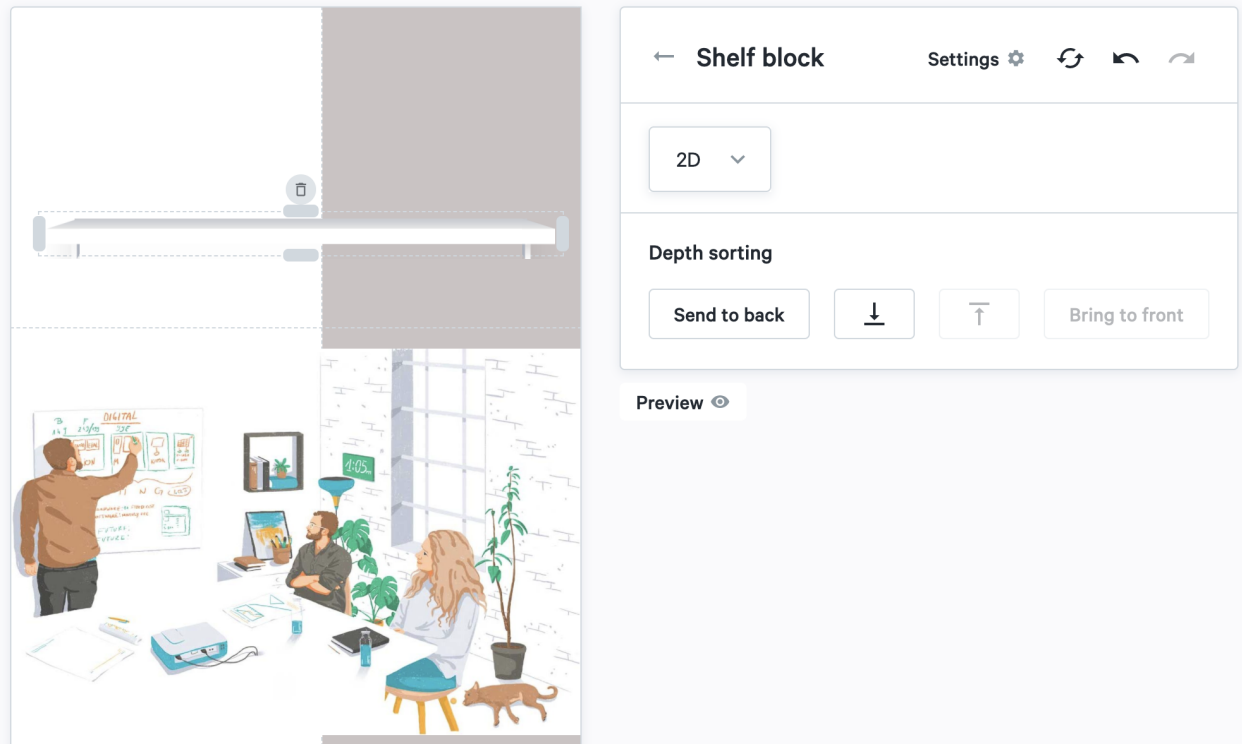 Shelf block
Settings
2D
Depth sorting
Send to back
Bring to front
Preview
DIGITAL
1:05